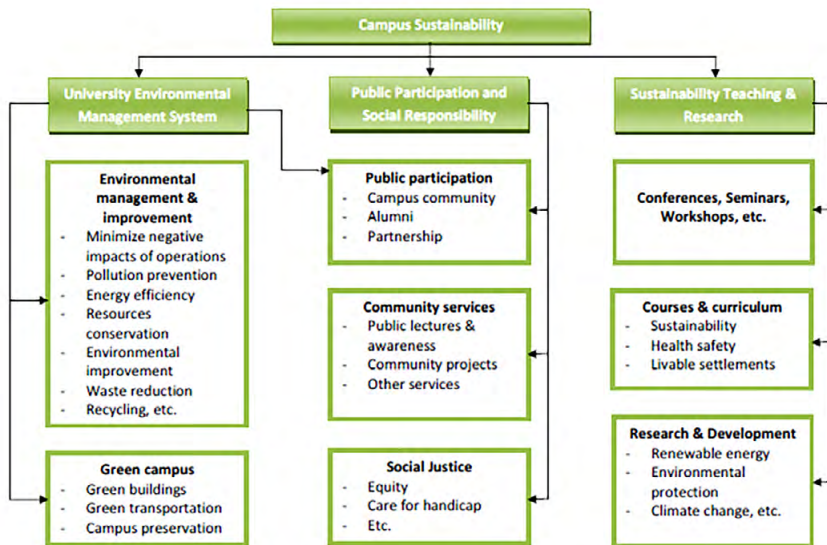 Campus Sustainability
University Environmental
Management System
Public Participation and
Social Responsibility
Sustainability Teaching &
Research
Environmental
management &
improvement
- Minimize negative
impacts of operations
- Pollution prevention
- Energy efficiency
- Resources
conservation
- Environmental
improvement
- Waste reduction
- Recycling, etc.
Green campus
- Green buildings
- Green transportation
- Campus preservation
Public participation
- Campus community
- Alumni
- Partnership
Community services
- Public lectures &
awareness
- Community projects
- Other services
Social Justice
- Equity
- Care for handicap
- Etc.
Conferences, Seminars,
Workshops, etc.
Courses & curriculum
- Sustainability
- Health safety
- Livable settlements
Research & Development
- Renewable energy
- Environmental
protection
- Climate change, etc.